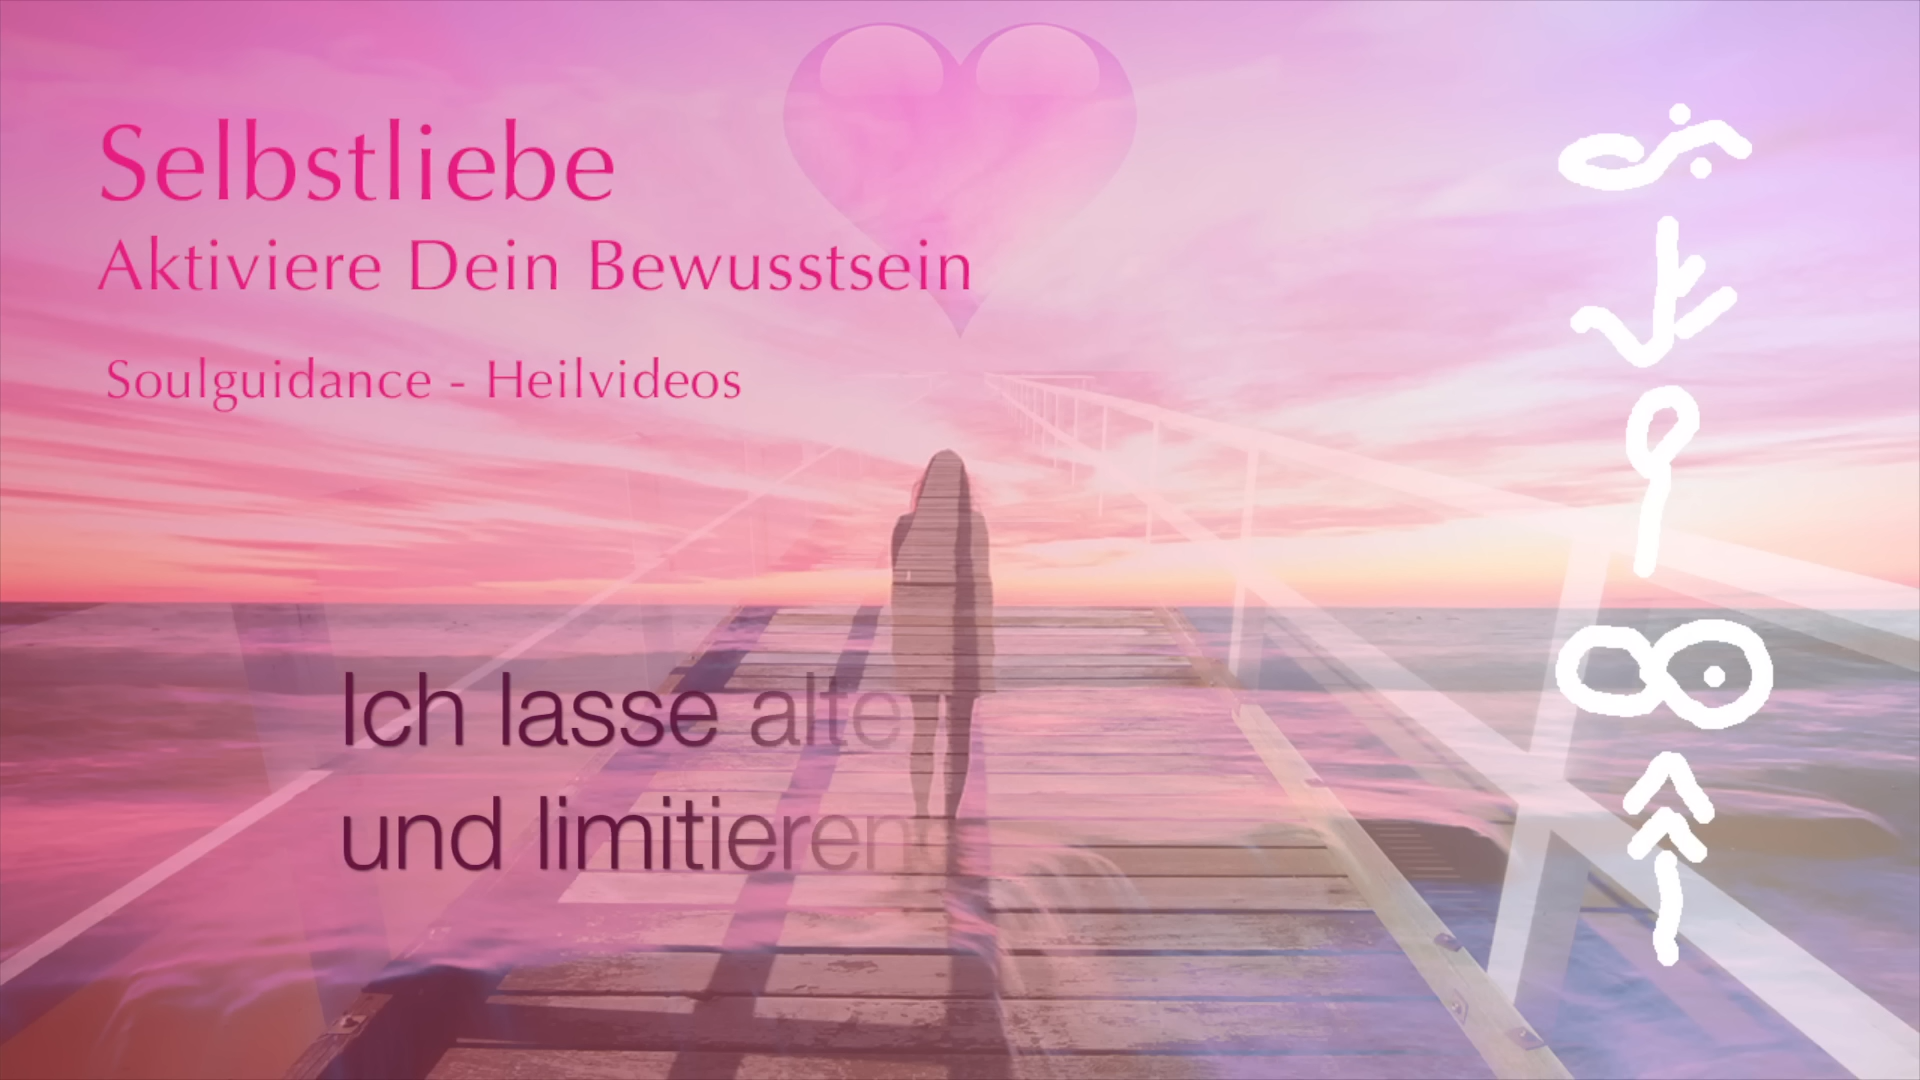 Selbstliebe
Aktiviere Dein Bewusstsein
Soulguidance - Heilvideos
Ich lasse alte
und limitieren